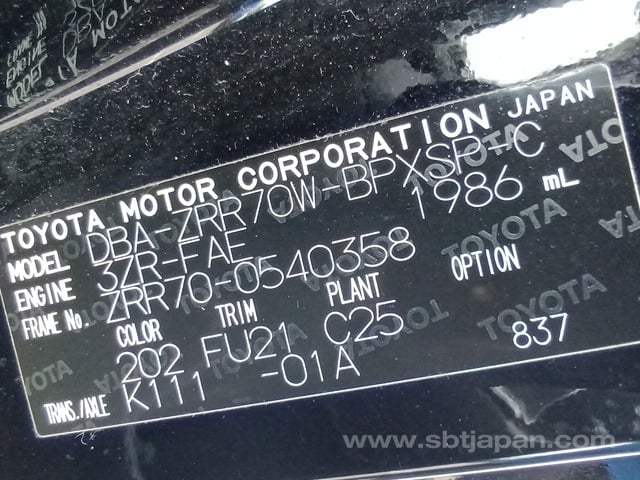 TOYOTA MOTOR CORPORATION JAPAN
MODEL DBA-ZRR70W-BPXSP-C
ENGINE 3ZR-FAE 1986 mL
FRAME No. ZRR70-0540358
COLOR TRIM PLANT OPTION
202 FU21 C25 837
TRANS./AXLE K111 -01A
www.sbtjapan.com